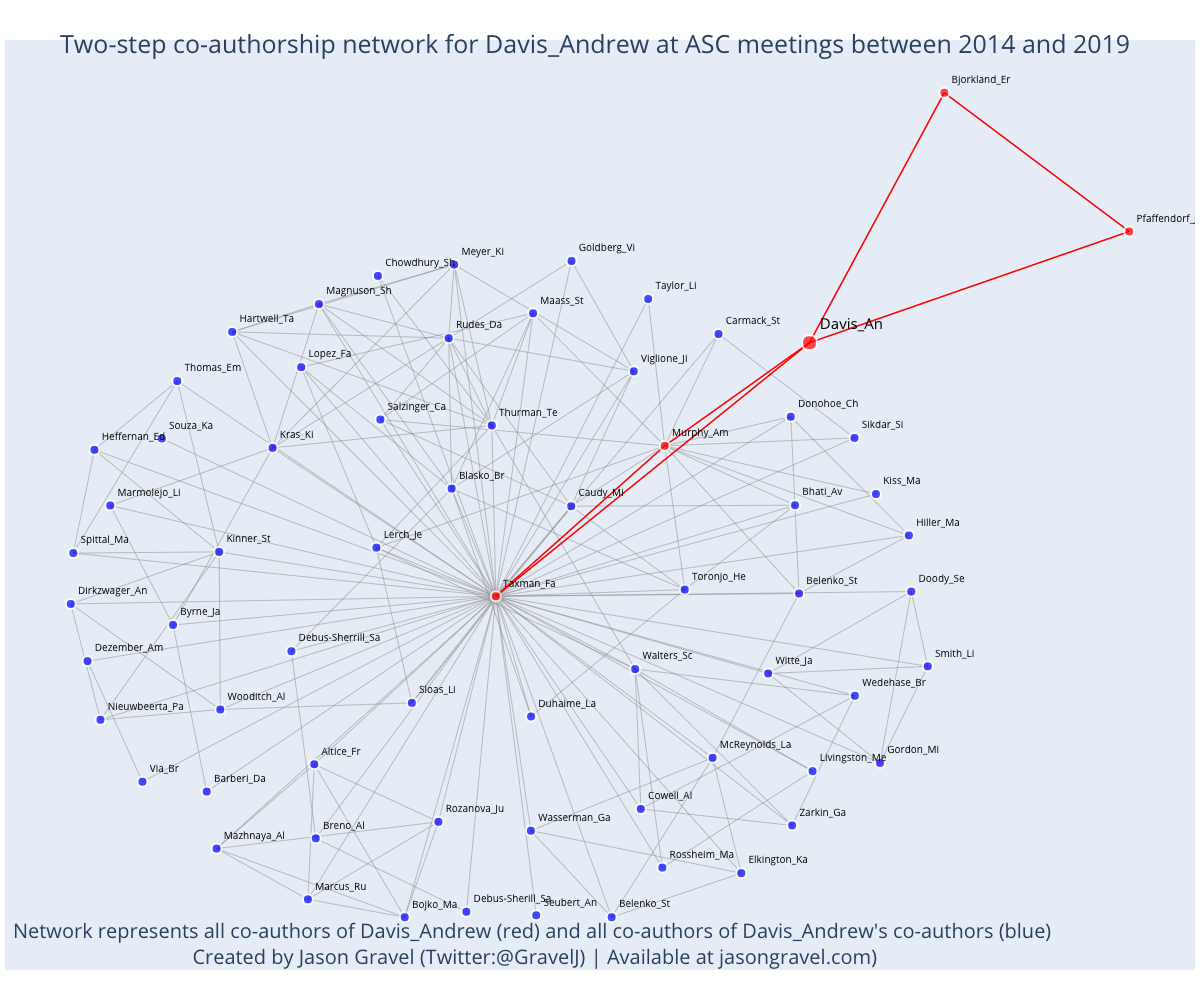 Two-step co-authorship network for Davis_Andrew at ASC meetings between 2014 and 2019
Bjorkland_Er
Pfaffendorf_
Meyer_Ki
Goldberg_Vi
Chowdhury_Sh
Taylor_Li
Magnuson_Sh
Maass_St
Hartwell_Ta
Rudes_Da
Carmack_St
Davis_An
Lopez_Fa
Viglione_Ji
Thomas_Em
Salzinger_Ca
Thurman_Te
Donohoe_Ch
Souza_Ka
Heffernan_Ed
Kras_Ki
Murphy_Am
Sikdar_Si
Blasko_Br
Kiss_Ma
Marmolejo_Li
Caudy_Mi
Bhati_Av
Hiller_Ma
Spittal_Ma
Kinner_St
Lerch_Je
Taxman_Fa
Toronjo_He
Belenko_St
Doody_Se
Dirkzwager_An
Byrne_Ja
Debus-Sherrill_Sa
Dezember_Am
Walters_Sc
Witte_Ja
Smith_Li
Wedehase_Br
Nieuwbeerta_Pa
Wooditch_Al
Sloas_Li
Duhaime_La
McReynolds_La
Livingston_Me
Gordon_Mi
Altice_Fr
Via_Br
Barberi_Da
Rozanova_Ju
Cowell_Al
Zarkin_Ga
Mazhnaya_Al
Breno_Al
Wasserman_Ga
Rossheim_Ma
Elkington_Ka
Marcus_Ru
Bojko_Ma
Debus-Sherill_Sa
Seubert_An
Belenko_St
Network represents all co-authors of Davis_Andrew (red) and all co-authors of Davis_Andrew's co-authors (blue)
Created by Jason Gravel (Twitter:@GravelJ) | Available at jasongravel.com)